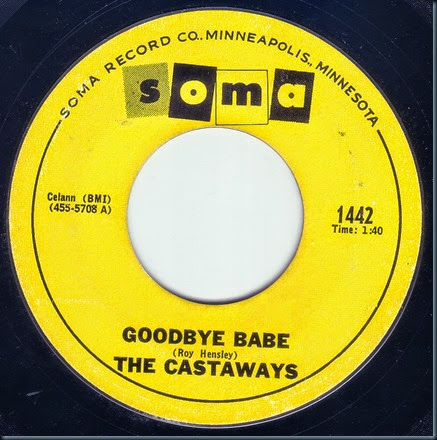 SOMA RECORD CO., MINNEAPOLIS, MINNESOTA
soma
Celann (BMI)
(455-5708 A)
1442
Time: 1:40
GOODBYE BABE
(Roy Hensley)
THE CASTAWAYS